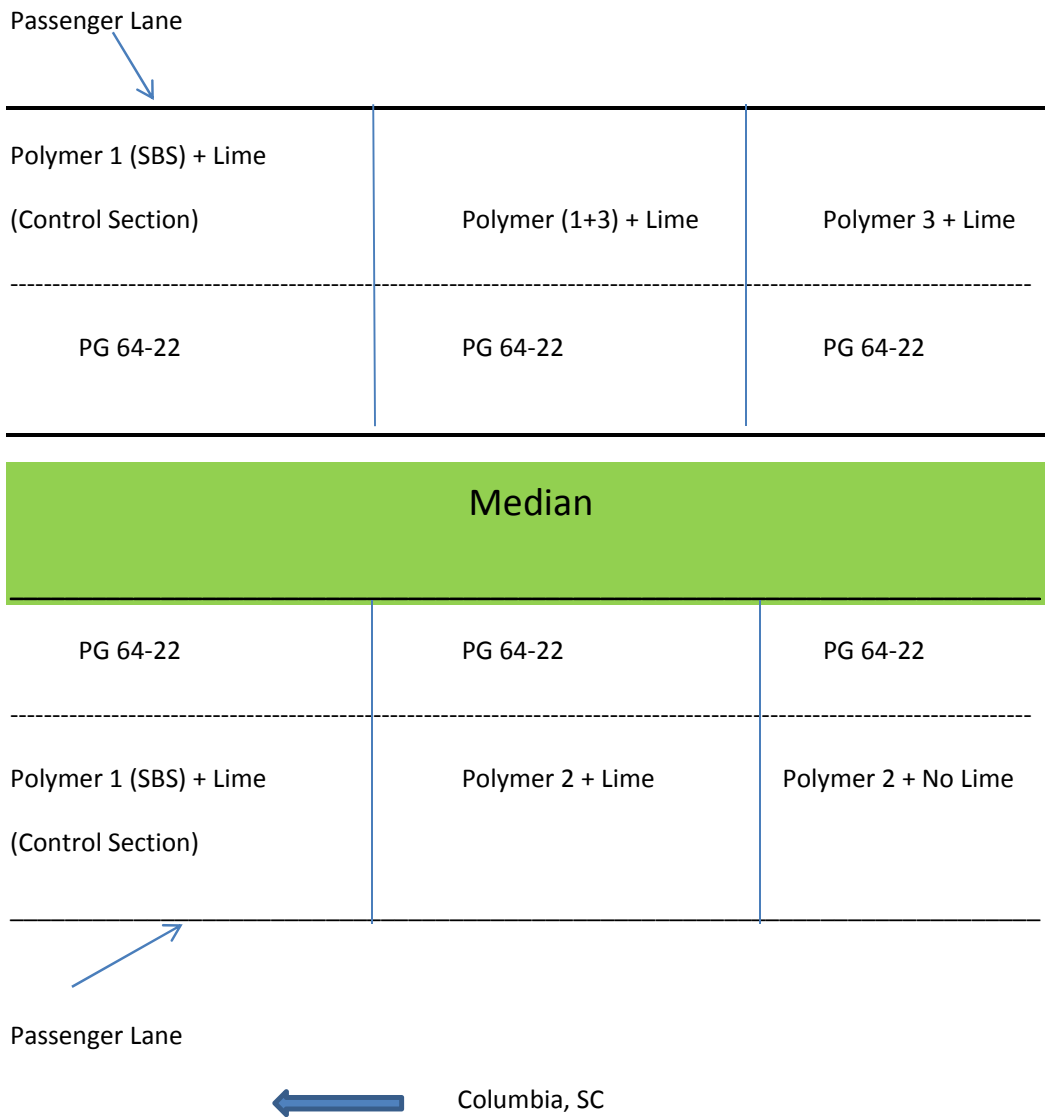 Passenger Lane
Polymer 1 (SBS) + Lime
(Control Section) Polymer (1+3) + Lime Polymer 3 + Lime
PG 64-22 PG 64-22 PG 64-22
Median
PG 64-22 PG 64-22 PG 64-22
Polymer 1 (SBS) + Lime Polymer 2 + Lime Polymer 2 + No Lime
(Control Section)
Passenger Lane
Columbia, SC